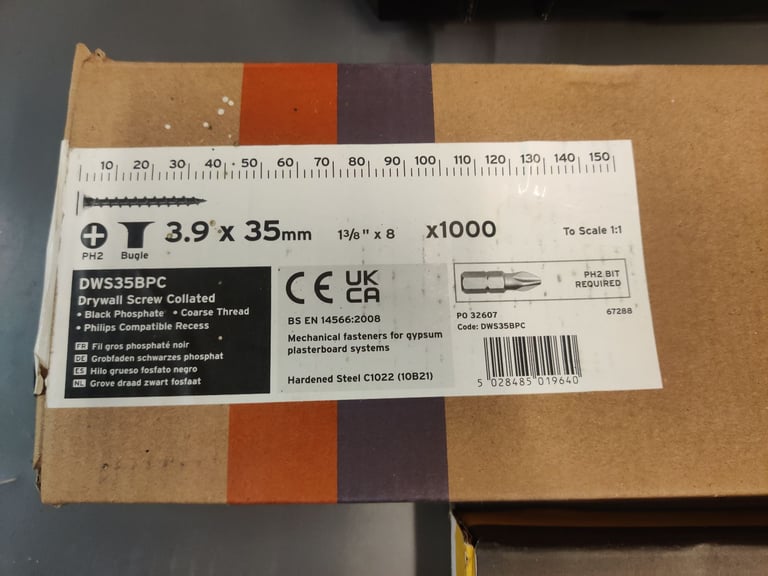 10 20 30 40 50 60 70 80 90 100 110 120 130 140 150
PH2
Bugle
3.9 x 35mm
1 3/8" x 8
x1000
To Scale 1:1
DWS35BPC
Drywall Screw Collated
• Black Phosphate • Coarse Thread
• Philips Compatible Recess
FR Fil gros phosphaté noir
DE Grobfaden schwarzes phosphat
ES Hilo grueso fosfato negro
NL Grove draad zwart fosfaat
CE UK
CA
BS EN 14566:2008
Mechanical fasteners for gypsum
plasterboard systems
Hardened Steel C1022 (10B21)
PH2 BIT
REQUIRED
PO 32607
67288
Code: DWS35BPC
5 028485 019640